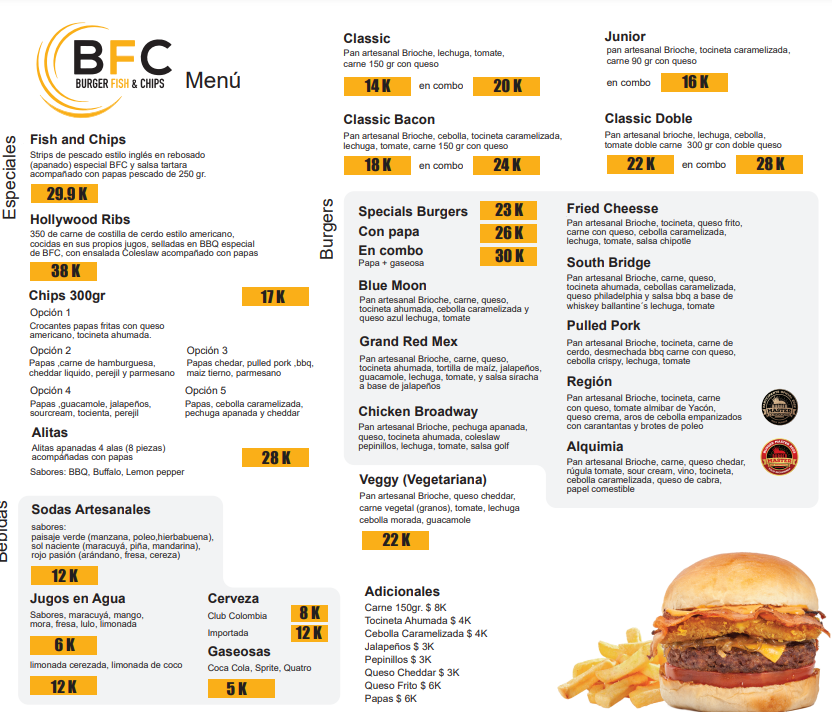 BFC
BURGER FISH & CHIPS
Menú
Especiales
Fish and Chips
Strips de pescado estilo inglés en rebosado
(apanado) especial BFC y salsa tartara
acompañado con papas pescado de 250 gr.
29.9 K
Hollywood Ribs
350 de carne de costilla de cerdo estilo americano,
cocidas en sus propios jugos, selladas en BBQ especial
de BFC, con ensalada Coleslaw acompañado con papas
38 K
Chips 300gr
17 K
Opción 1
Crocantes papas fritas con queso
americano, tocineta ahumada.
Opción 2
Papas ,carne de hamburguesa,
cheddar liquido, perejil y parmesano
Opción 3
Papas chedar, pulled pork ,bbq,
maiz tierno, parmesano
Opción 4
Papas ,guacamole, jalapeños,
sourcream, tocienta, perejil
Opción 5
Papas, cebolla caramelizada,
pechuga apanada y cheddar
Alitas
Alitas apanadas 4 alas (8 piezas)
acompáñadas con papas
28 K
Sabores: BBQ, Buffalo, Lemon pepper
Bebidas
Sodas Artesanales
sabores:
paisaje verde (manzana, poleo,hierbabuena),
sol naciente (maracuyá, piña, mandarina),
rojo pasión (arándano, fresa, cereza)
12 K
Jugos en Agua
Sabores, maracuyá, mango,
mora, fresa, lulo, limonada
6 K
limonada cerezada, limonada de coco
12 K
Cerveza
Club Colombia 8 K
Importada 12 K
Gaseosas
Coca Cola, Sprite, Quatro
5 K
Burgers
Classic
Pan artesanal Brioche, lechuga, tomate,
carne 150 gr con queso
14 K en combo 20 K
Junior
pan artesanal Brioche, tocineta caramelizada,
carne 90 gr con queso
en combo 16 K
Classic Bacon
Pan artesanal Brioche, cebolla, tocineta caramelizada,
lechuga, tomate, carne 150 gr con queso
18 K en combo 24 K
Classic Doble
Pan artesanal brioche, lechuga, cebolla,
tomate doble carne 300 gr con doble queso
22 K en combo 28 K
Specials Burgers 23 K
Con papa 26 K
En combo 30 K
Papa + gaseosa
Blue Moon
Pan artesanal Brioche, carne, queso,
tocineta ahumada, cebolla caramelizada y
queso azul lechuga, tomate
Grand Red Mex
Pan artesanal Brioche, carne, queso,
tocineta ahumada, tortilla de maíz, jalapeños,
guacamole, lechuga, tomate, y salsa siracha
a base de jalapeños
Chicken Broadway
Pan artesanal Brioche, pechuga apanada,
queso, tocineta ahumada, coleslaw
pepinillos, lechuga, tomate, salsa golf
Fried Cheesse
Pan artesanal Brioche, tocineta, queso frito,
carne con queso, cebolla caramelizada,
lechuga, tomate, salsa chipotle
South Bridge
Pan artesanal Brioche, carne, queso,
tocineta ahumada, cebollas caramelizada,
queso philadelphia y salsa bbq a base de
whiskey ballantine´s lechuga, tomate
Pulled Pork
Pan artesanal Brioche, tocineta, carne de
cerdo, desmechada bbq carne con queso,
cebolla crispy, lechuga, tomate
Región
Pan artesanal Brioche, tocineta, carne
con queso, tomate almibar de Yacón,
queso crema, aros de cebolla empanizados
con carantantas y brotes de poleo
MASTER
Alquimia
Pan artesanal Brioche, carne, queso chedar,
rúgula tomate, sour cream, vino, tocineta,
cebolla caramelizada, queso de cabra,
papel comestible
MASTER
Veggy (Vegetariana)
Pan artesanal Brioche, queso cheddar,
carne vegetal (granos), tomate, lechuga
cebolla morada, guacamole
22 K
Adicionales
Carne 150gr. $ 8K
Tocineta Ahumada $ 4K
Cebolla Caramelizada $ 4K
Jalapeños $ 3K
Pepinillos $ 3K
Queso Cheddar $ 3K
Queso Frito $ 6K
Papas $ 6K